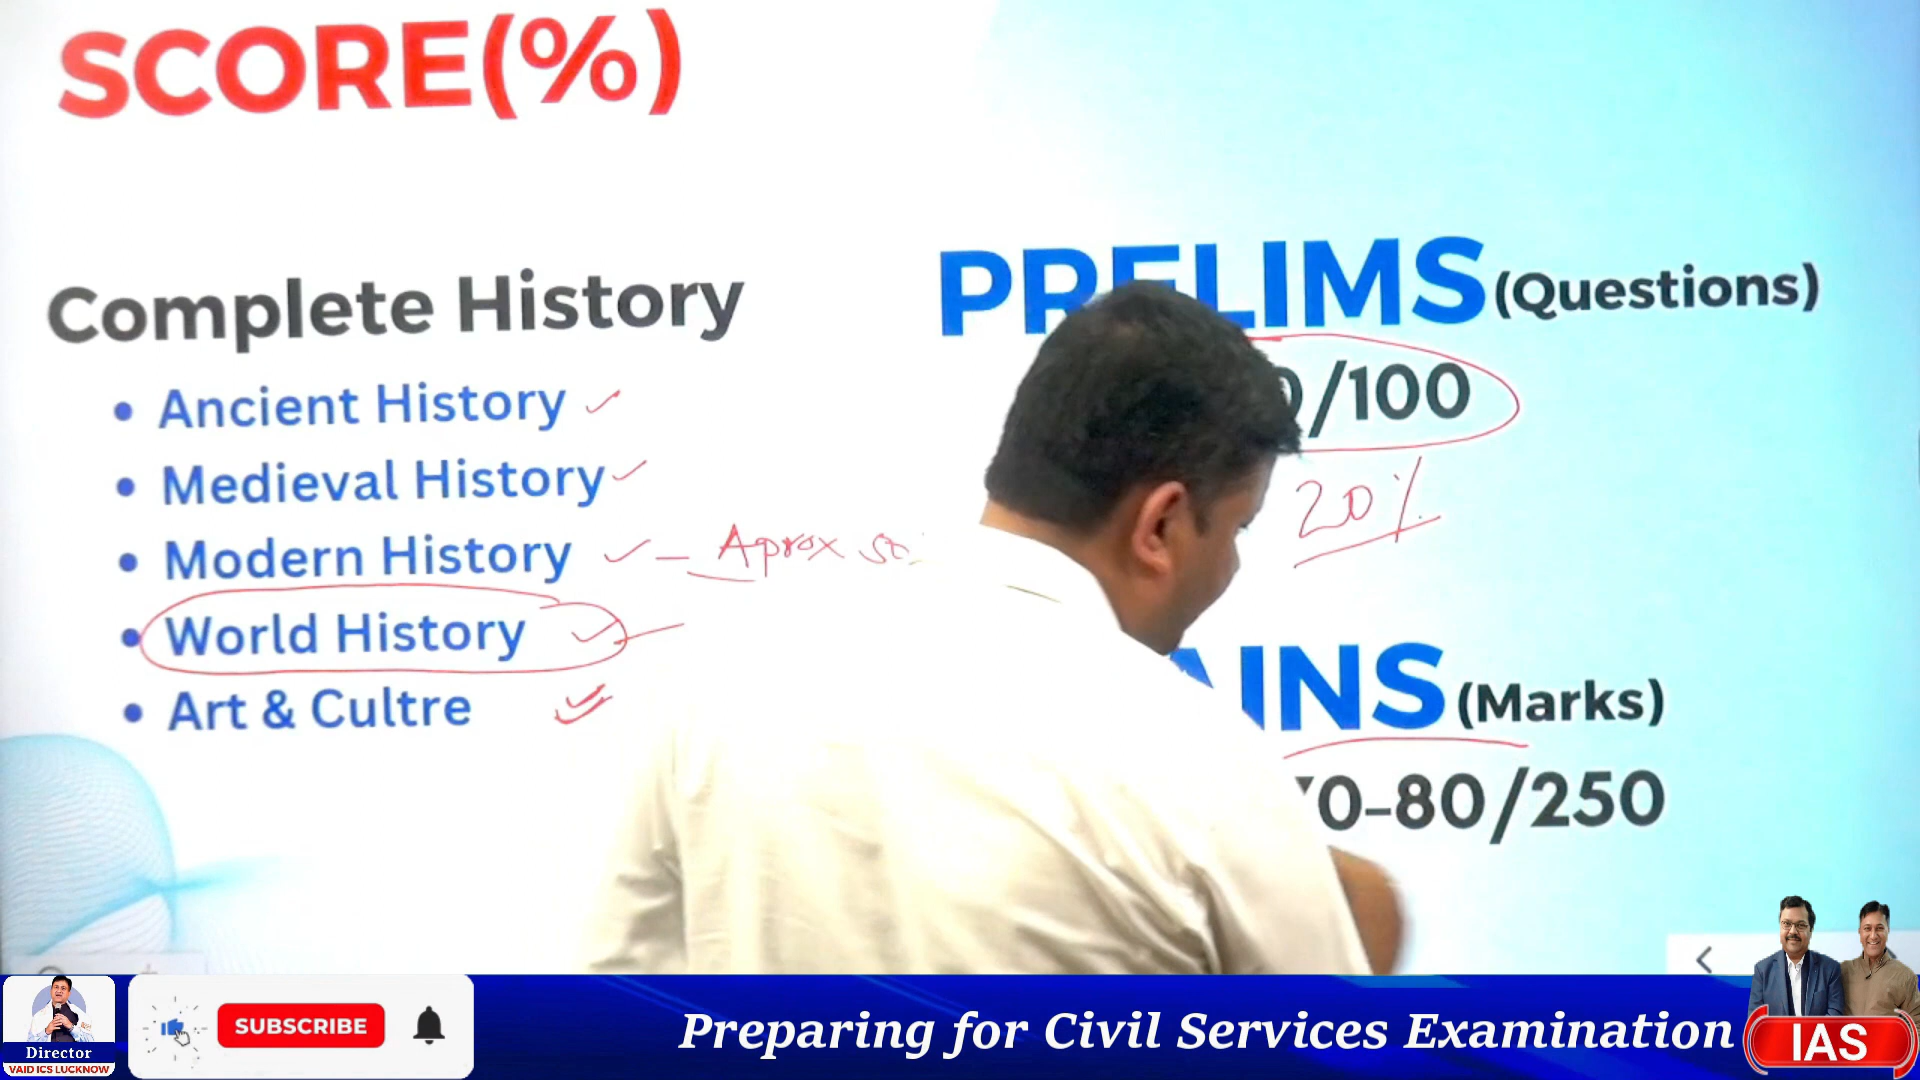 SCORE(%)
Complete History
• Ancient History
• Medieval History
• Modern History – Aprox
• World History
• Art & Cultre
PRELIMS (Questions)
/100
20%
(Marks)
0-80/250
Director
VAID ICS LUCKNOW
SUBSCRIBE
Preparing for Civil Services Examination
IAS